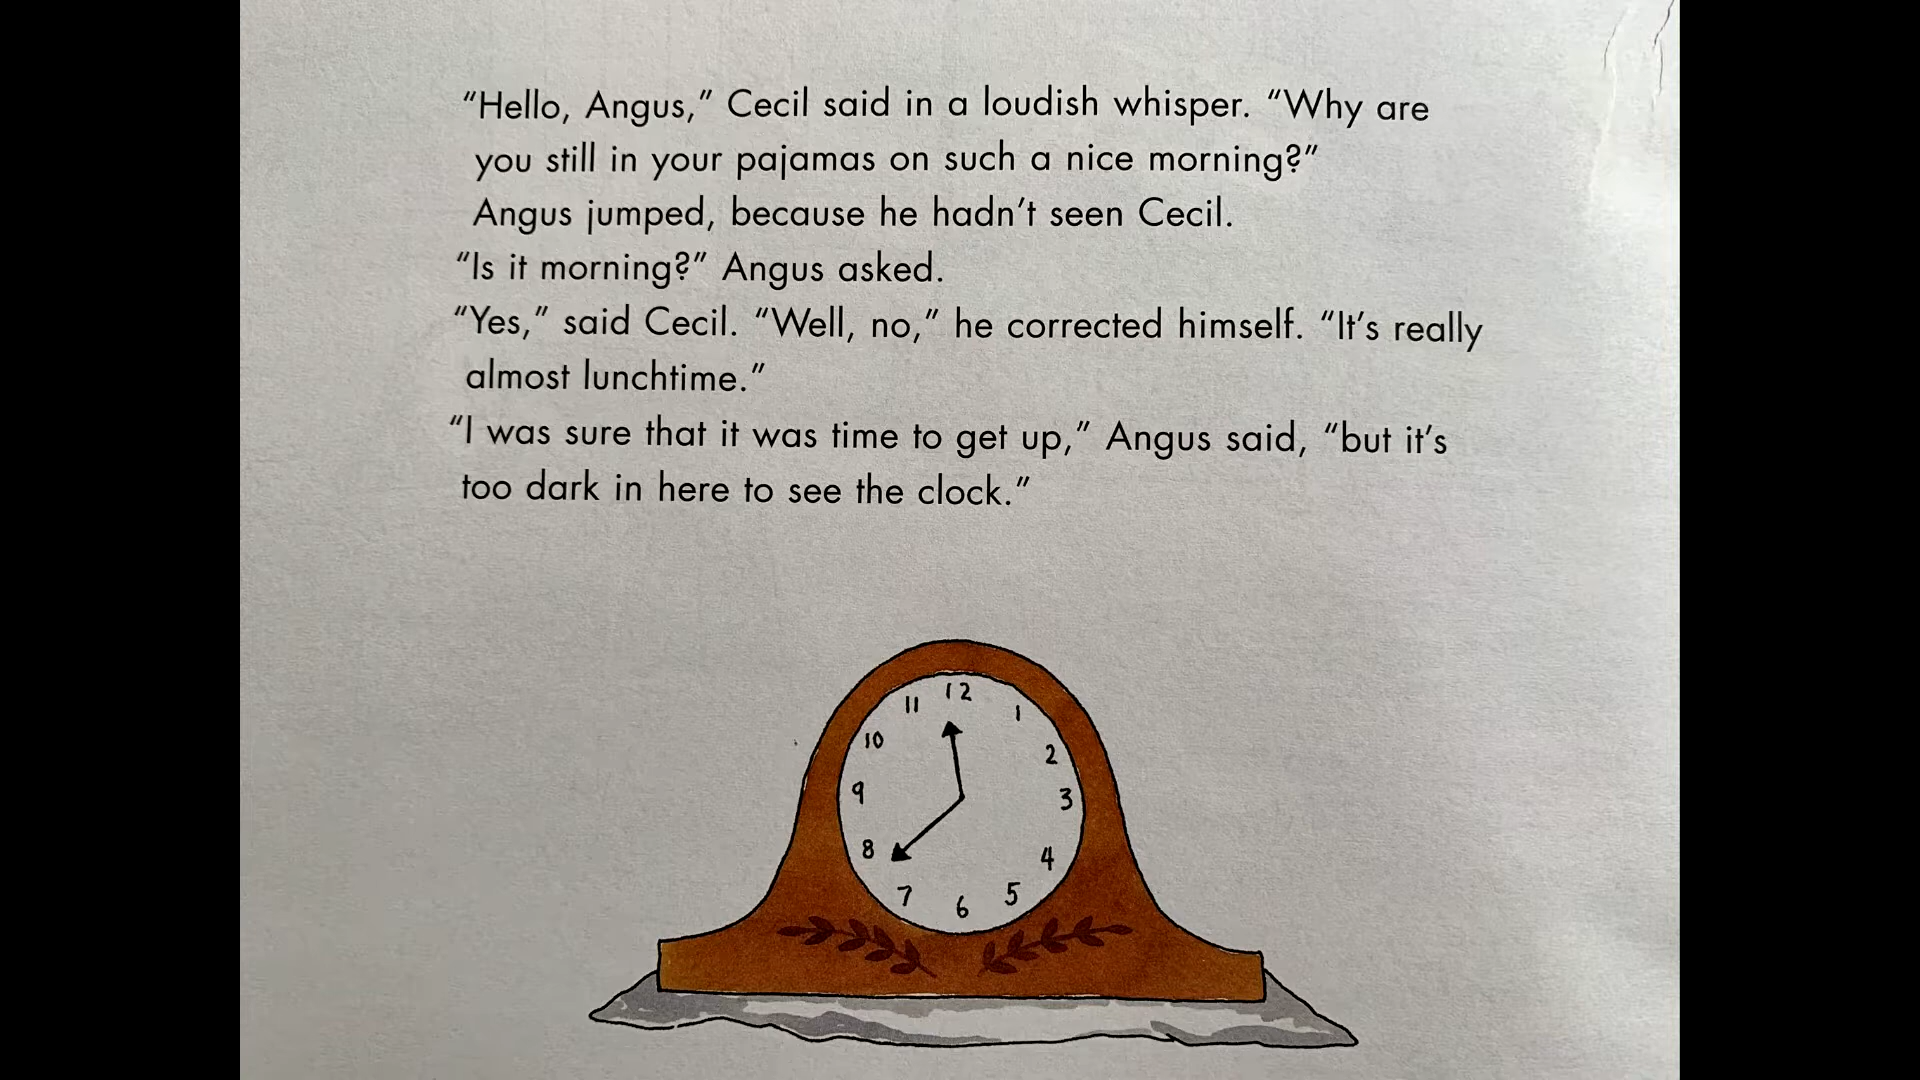 “Hello, Angus,” Cecil said in a loudish whisper. “Why are
you still in your pajamas on such a nice morning?”
Angus jumped, because he hadn’t seen Cecil.
“Is it morning?” Angus asked.
“Yes,” said Cecil. “Well, no,” he corrected himself. “It’s really
almost lunchtime.”
“I was sure that it was time to get up,” Angus said, “but it’s
too dark in here to see the clock.”
12
1
2
3
4
5
6
7
8
9
10
11